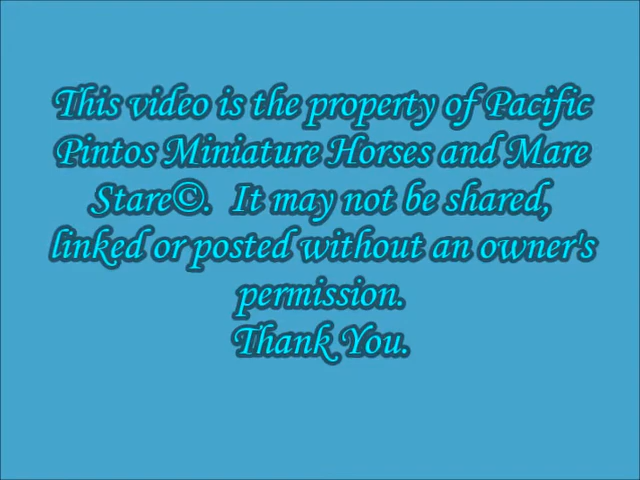 This video is the property of Pacific
Pintos Miniature Horses and Mare
Stare©.  It may not be shared,
linked or posted without an owner's
permission.
Thank You.